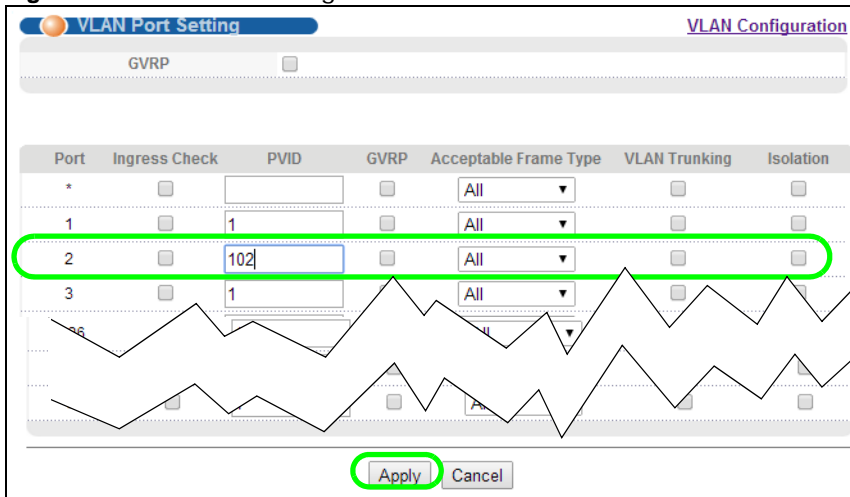 VLAN Port Setting VLAN Configuration
GVRP
Port Ingress Check PVID GVRP Acceptable Frame Type VLAN Trunking Isolation
* All
1 1 All
2 102 All
3 1 All
Apply Cancel